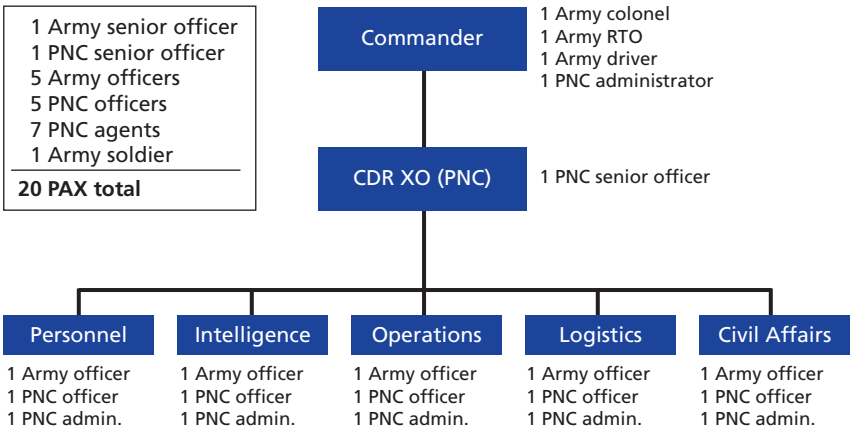 1 Army senior officer
1 PNC senior officer
5 Army officers
5 PNC officers
7 PNC agents
1 Army soldier
20 PAX total
Commander
1 Army colonel
1 Army RTO
1 Army driver
1 PNC administrator
CDR XO (PNC)
1 PNC senior officer
Personnel
1 Army officer
1 PNC officer
1 PNC admin.
Intelligence
1 Army officer
1 PNC officer
1 PNC admin.
Operations
1 Army officer
1 PNC officer
1 PNC admin.
Logistics
1 Army officer
1 PNC officer
1 PNC admin.
Civil Affairs
1 Army officer
1 PNC officer
1 PNC admin.